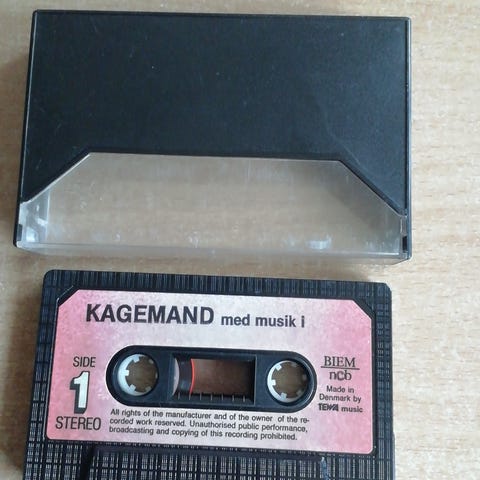 KAGEMAND med musik i
SIDE
1
STEREO
BIEM
ncb
Made in
Denmark by
TEWA music
All rights of the manufacturer and of the owner of the re-
corded work reserved. Unauthorised public performance,
broadcasting and copying of this recording prohibited.